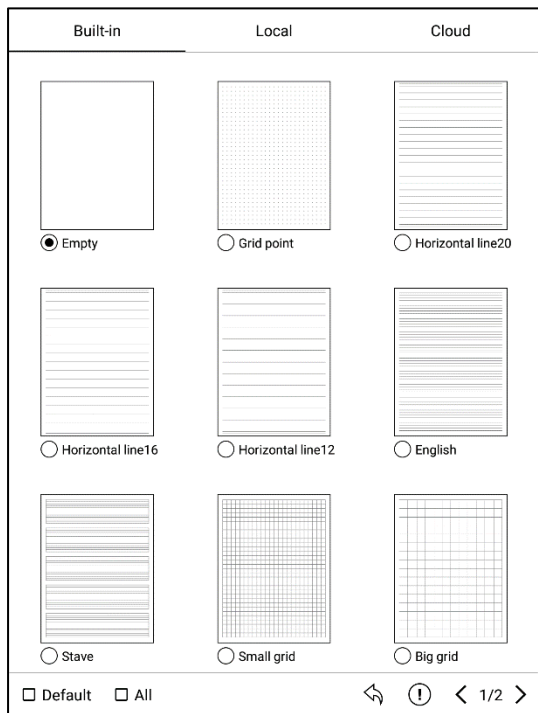 Built-in Local Cloud
Empty Grid point Horizontal line20
Horizontal line16 Horizontal line12 English
Stave Small grid Big grid
Default All 1/2